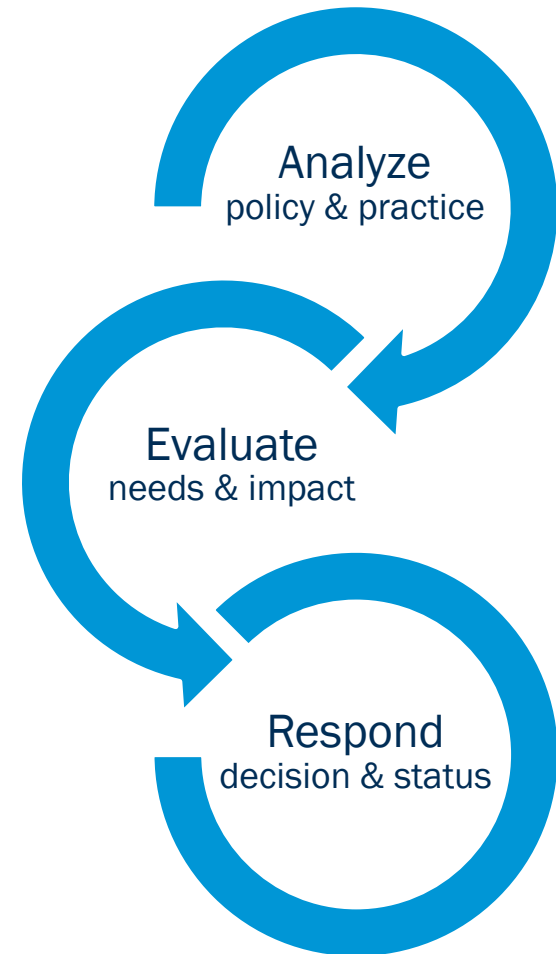 Analyze
policy & practice
Evaluate
needs & impact
Respond
decision & status